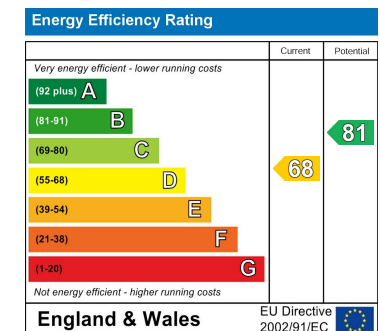 Energy Efficiency Rating
Current Potential
Very energy efficient - lower running costs
(92 plus) A
(81-91) B
(69-80) C
(55-68) D
(39-54) E
(21-38) F
(1-20) G
68
81
Not energy efficient - higher running costs
England & Wales
EU Directive
2002/91/EC